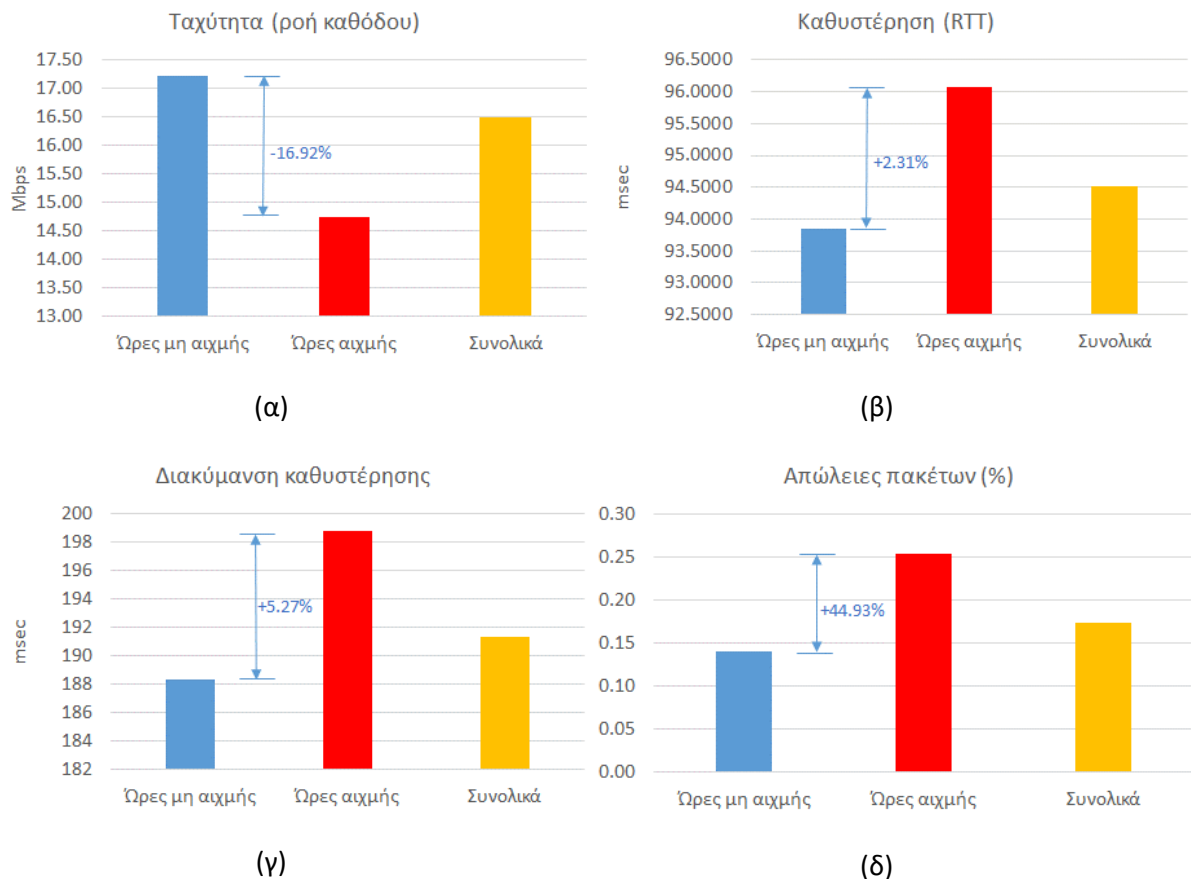 Ταχύτητα (ροή καθόδου)
17.50
17.00
16.50
16.00
15.50
15.00
14.50
14.00
13.50
13.00
Mbps
-16.92%
Ώρες μη αιχμής Ώρες αιχμής Συνολικά
(α)
Καθυστέρηση (RTT)
96.5000
96.0000
95.5000
95.0000
94.5000
94.0000
93.5000
93.0000
92.5000
msec
+2.31%
Ώρες μη αιχμής Ώρες αιχμής Συνολικά
(β)
Διακύμανση καθυστέρησης
200
198
196
194
192
190
188
186
184
182
msec
+5.27%
Ώρες μη αιχμής Ώρες αιχμής Συνολικά
(γ)
Απώλειες πακέτων (%)
0.30
0.25
0.20
0.15
0.10
0.05
0.00
+44.93%
Ώρες μη αιχμής Ώρες αιχμής Συνολικά
(δ)